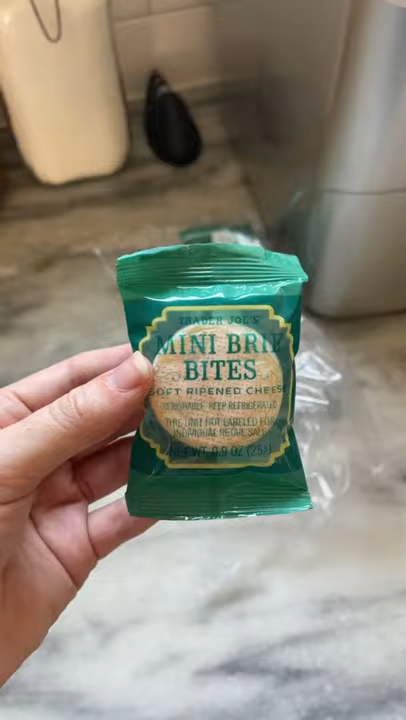 TRADER JOE'S
MINI BRIE
BITES
SOFT RIPENED CHEESE
PERISHABLE. KEEP REFRIGERATED
THIS UNIT NOT LABELED FOR
INDIVIDUAL RETAIL SALE
NET WT. 0.9 OZ (25g)